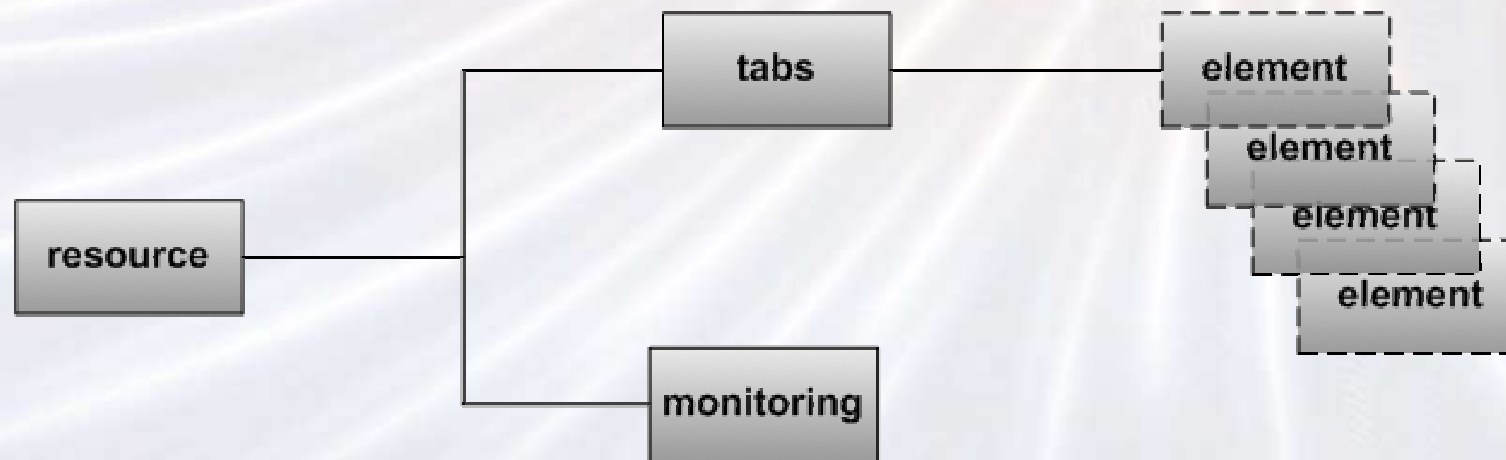 tabs
element
element
element
element
resource
monitoring